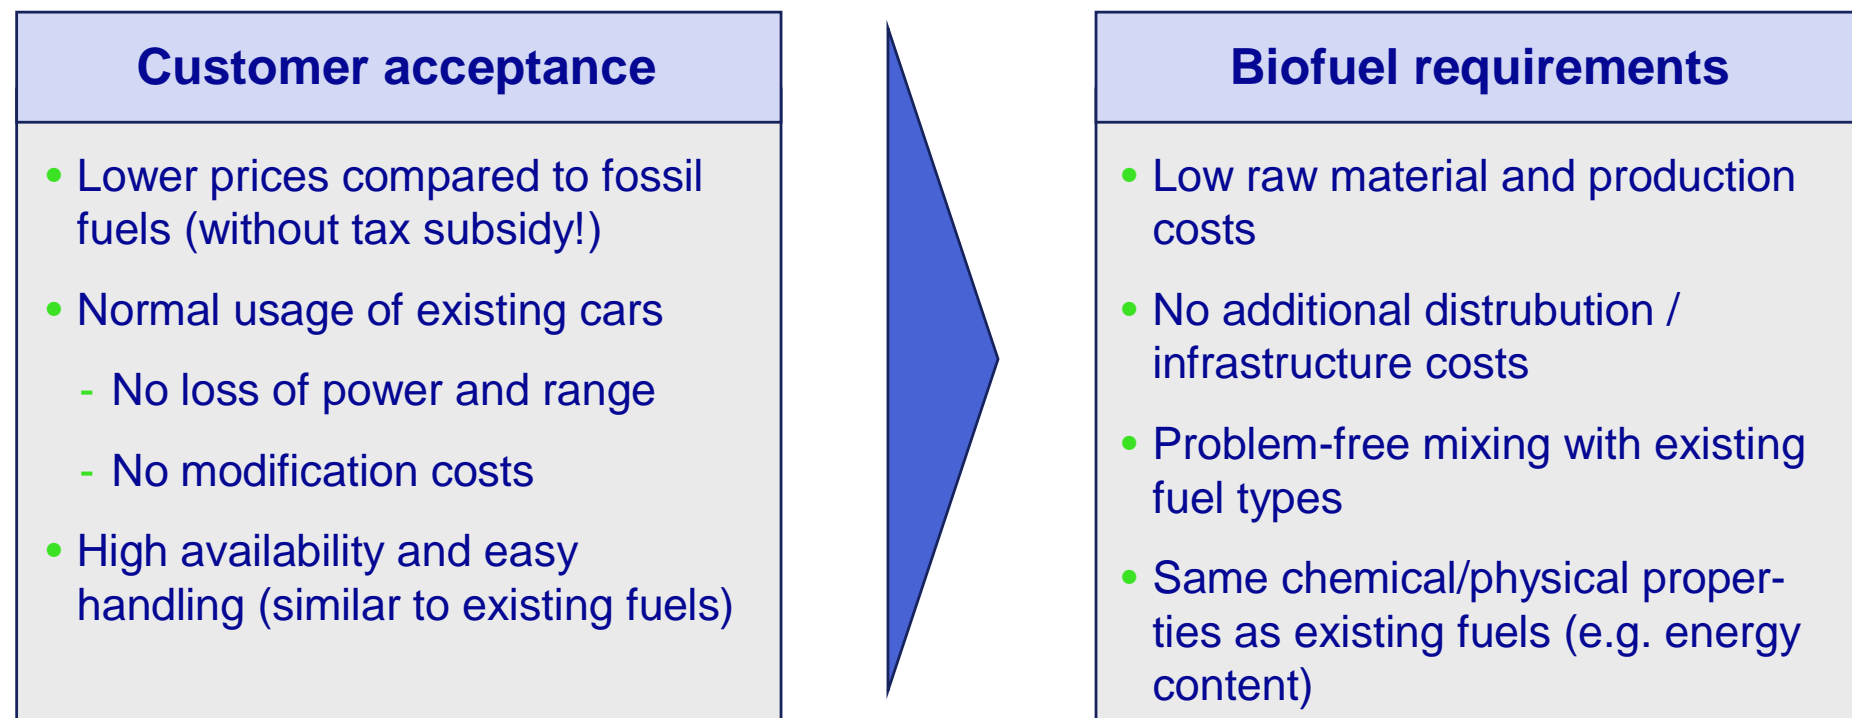 Customer acceptance
• Lower prices compared to fossil
fuels (without tax subsidy!)
• Normal usage of existing cars
- No loss of power and range
- No modification costs
• High availability and easy
handling (similar to existing fuels)
Biofuel requirements
• Low raw material and production
costs
• No additional distrubution /
infrastructure costs
• Problem-free mixing with existing
fuel types
• Same chemical/physical proper-
ties as existing fuels (e.g. energy
content)